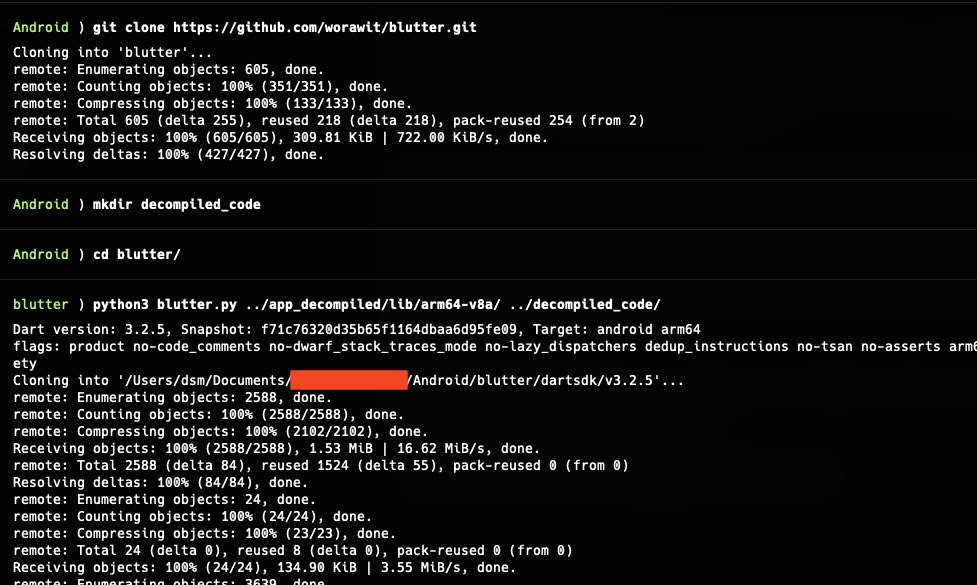 Android ) git clone https://github.com/worawit/blutter.git
Cloning into 'blutter'...
remote: Enumerating objects: 605, done.
remote: Counting objects: 100% (351/351), done.
remote: Compressing objects: 100% (133/133), done.
remote: Total 605 (delta 255), reused 218 (delta 218), pack-reused 254 (from 2)
Receiving objects: 100% (605/605), 309.81 KiB | 722.00 KiB/s, done.
Resolving deltas: 100% (427/427), done.
Android ) mkdir decompiled_code
Android ) cd blutter/
blutter ) python3 blutter.py ../app_decompiled/lib/arm64-v8a/ ../decompiled_code/
Dart version: 3.2.5, Snapshot: f71c76320d35b65f1164dbaa6d95fe09, Target: android arm64
flags: product no-code_comments no-dwarf_stack_traces_mode no-lazy_dispatchers dedup_instructions no-tsan no-asserts arm6
ety
Cloning into '/Users/dsm/Documents/ /Android/blutter/dartsdk/v3.2.5'...
remote: Enumerating objects: 2588, done.
remote: Counting objects: 100% (2588/2588), done.
remote: Compressing objects: 100% (2102/2102), done.
Receiving objects: 100% (2588/2588), 1.53 MiB | 16.62 MiB/s, done.
remote: Total 2588 (delta 84), reused 1524 (delta 55), pack-reused 0 (from 0)
Resolving deltas: 100% (84/84), done.
remote: Enumerating objects: 24, done.
remote: Counting objects: 100% (24/24), done.
remote: Compressing objects: 100% (23/23), done.
remote: Total 24 (delta 0), reused 8 (delta 0), pack-reused 0 (from 0)
Receiving objects: 100% (24/24), 134.90 KiB | 3.55 MiB/s, done.
remote: Enumerating objects: 3639, done.